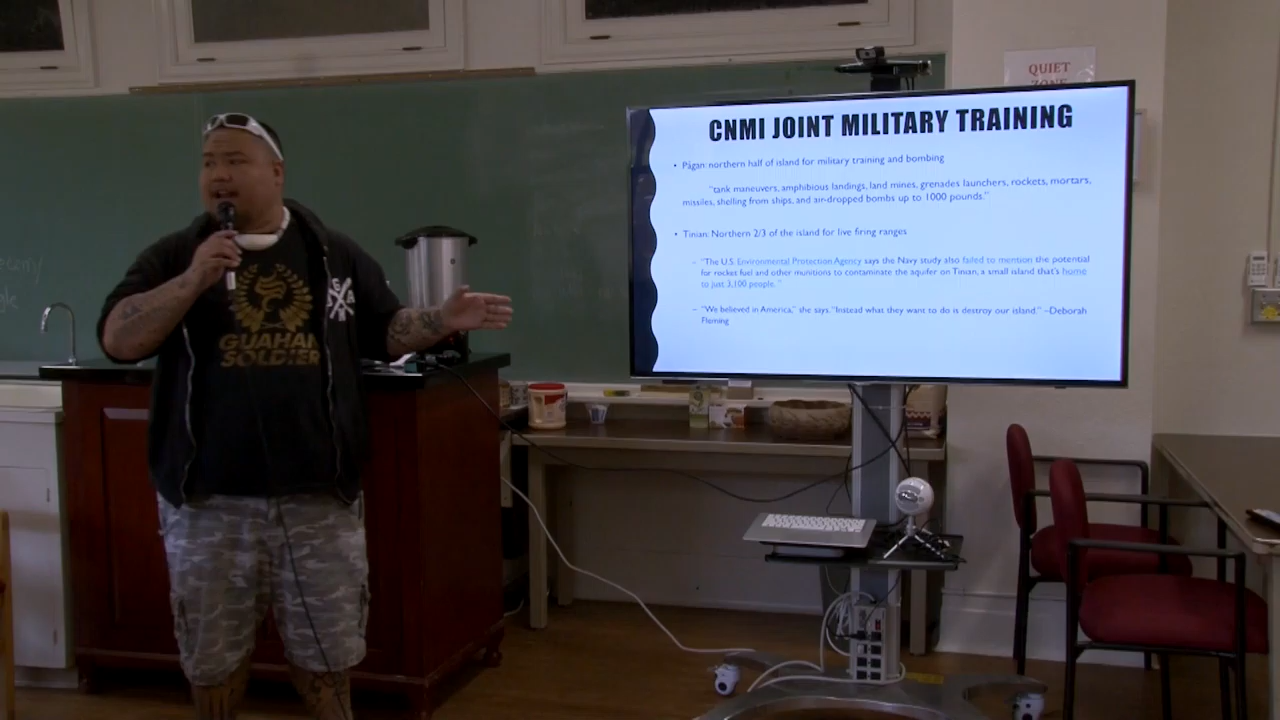 QUIET
ZONE
CNMI JOINT MILITARY TRAINING
• Pågan: northern half of island for military training and bombing
"tank maneuvers, amphibious landings, land mines, grenades launchers, rockets, mortars,
missiles, shelling from ships, and air-dropped bombs up to 1000 pounds."
• Tinian: Northern 2/3 of the island for live firing ranges
– "The U.S. Environmental Protection Agency says the Navy study also failed to mention the potential
for rocket fuel and other munitions to contaminate the aquifer on Tinian, a small island that's home
to just 3,100 people. "
– "We believed in America," she says. "Instead what they want to do is destroy our island." –Deborah
Fleming
GUAHAN
SOLDIER